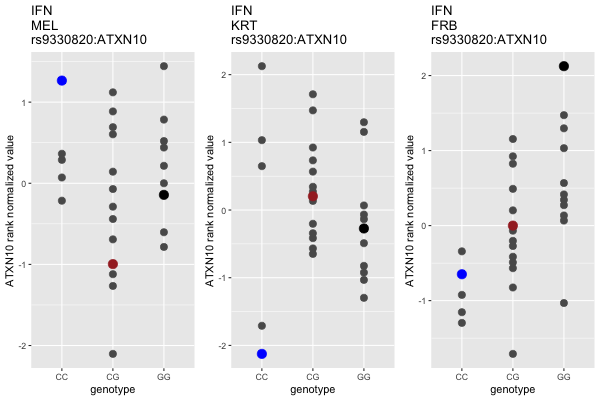 IFN
MEL
rs9330820:ATXN10
ATXN10 rank normalized value
1
0
-1
-2
CC CG GG
genotype
IFN
KRT
rs9330820:ATXN10
ATXN10 rank normalized value
2
1
0
-1
-2
CC CG GG
genotype
IFN
FRB
rs9330820:ATXN10
ATXN10 rank normalized value
2
1
0
-1
CC CG GG
genotype